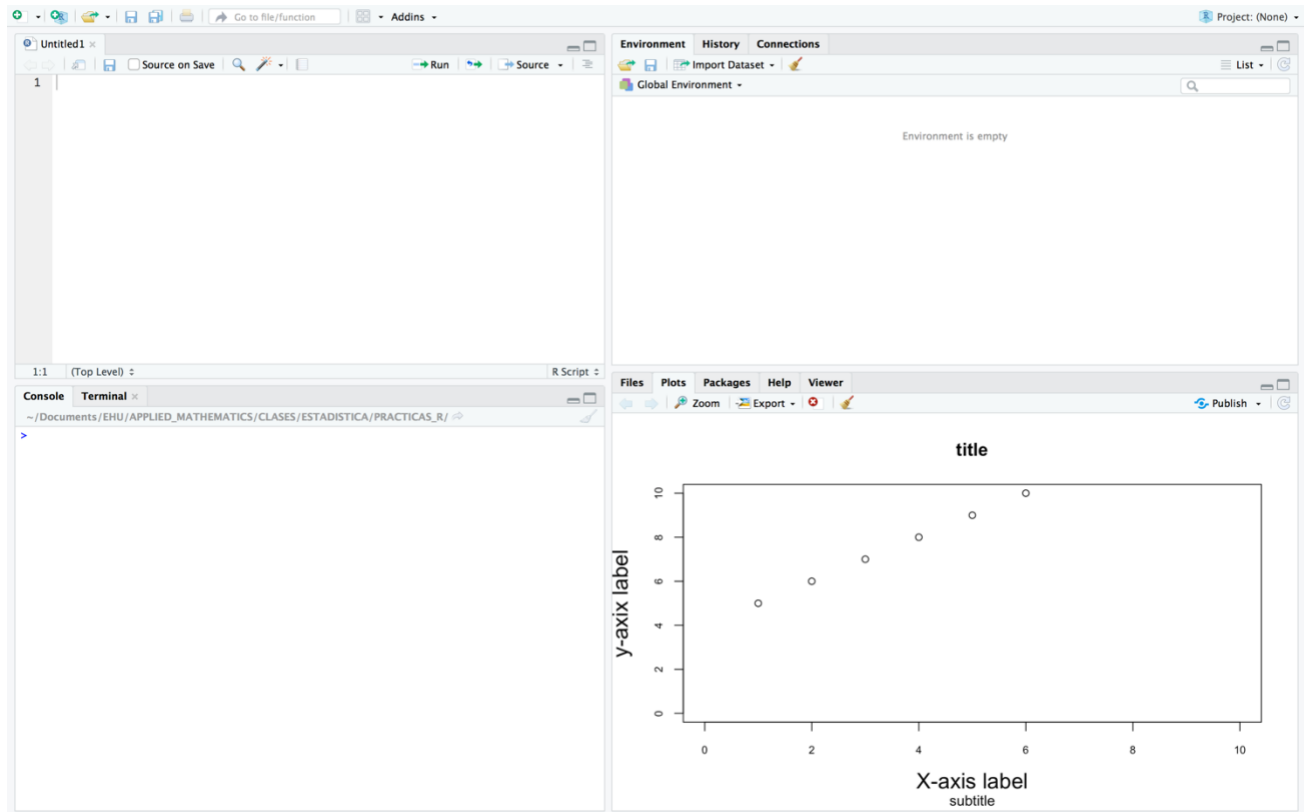 Go to file/function Addins Project: (None)
Untitled1
Source on Save Run Source
1
1:1 (Top Level) R Script
Console Terminal
~/Documents/EHU/APPLIED_MATHEMATICS/CLASES/ESTADISTICA/PRACTICAS_R/
>
Environment History Connections
Import Dataset List
Global Environment
Environment is empty
Files Plots Packages Help Viewer
Zoom Export Publish
title
y-axis label
10
8
6
4
2
0
0 2 4 6 8 10
X-axis label
subtitle